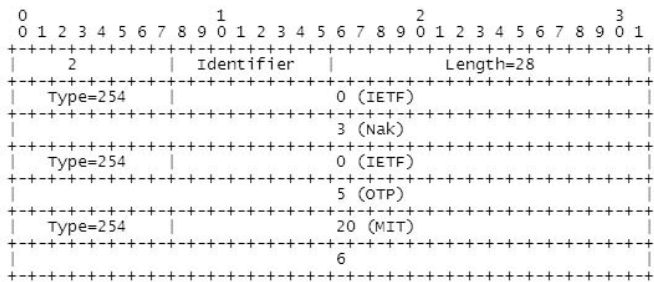 0                   1                   2                   3
0 1 2 3 4 5 6 7 8 9 0 1 2 3 4 5 6 7 8 9 0 1 2 3 4 5 6 7 8 9 0 1
+-+-+-+-+-+-+-+-+-+-+-+-+-+-+-+-+-+-+-+-+-+-+-+-+-+-+-+-+-+-+-+-+
|     2     |   Identifier   |   Length=28   |
+-+-+-+-+-+-+-+-+-+-+-+-+-+-+-+-+-+-+-+-+-+-+-+-+-+-+-+-+-+-+-+-+
|   Type=254   |   0 (IETF)   |
+-+-+-+-+-+-+-+-+-+-+-+-+-+-+-+-+-+-+-+-+-+-+-+-+-+-+-+-+-+-+-+-+
|   3 (Nak)   |
+-+-+-+-+-+-+-+-+-+-+-+-+-+-+-+-+-+-+-+-+-+-+-+-+-+-+-+-+-+-+-+-+
|   Type=254   |   0 (IETF)   |
+-+-+-+-+-+-+-+-+-+-+-+-+-+-+-+-+-+-+-+-+-+-+-+-+-+-+-+-+-+-+-+-+
|   5 (OTP)   |
+-+-+-+-+-+-+-+-+-+-+-+-+-+-+-+-+-+-+-+-+-+-+-+-+-+-+-+-+-+-+-+-+
|   Type=254   |   20 (MIT)   |
+-+-+-+-+-+-+-+-+-+-+-+-+-+-+-+-+-+-+-+-+-+-+-+-+-+-+-+-+-+-+-+-+
|   6   |
+-+-+-+-+-+-+-+-+-+-+-+-+-+-+-+-+-+-+-+-+-+-+-+-+-+-+-+-+-+-+-+-+